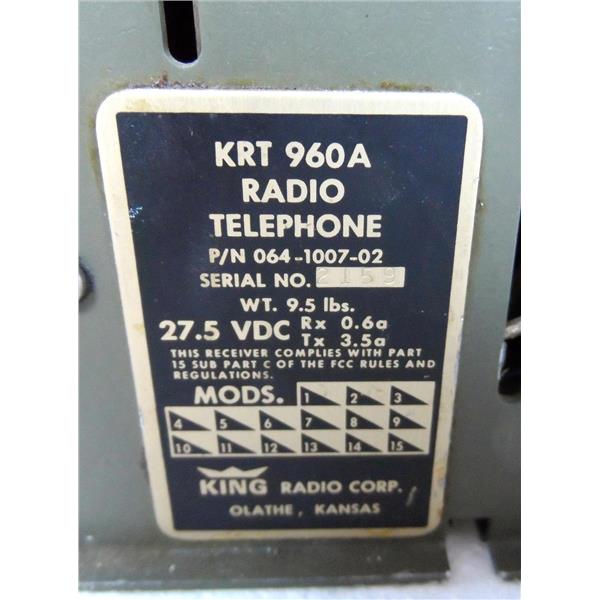 KRT 960A
RADIO
TELEPHONE
P/N 064-1007-02
SERIAL NO. 2159
WT. 9.5 lbs.
27.5 VDC Rx 0.6a
Tx 3.5a
THIS RECEIVER COMPLIES WITH PART
15 SUB PART C OF THE FCC RULES AND
REGULATIONS.
MODS. 1 2 3
4 5 6 7 8 9
10 11 12 13 14 15
KING RADIO CORP.
OLATHE, KANSAS